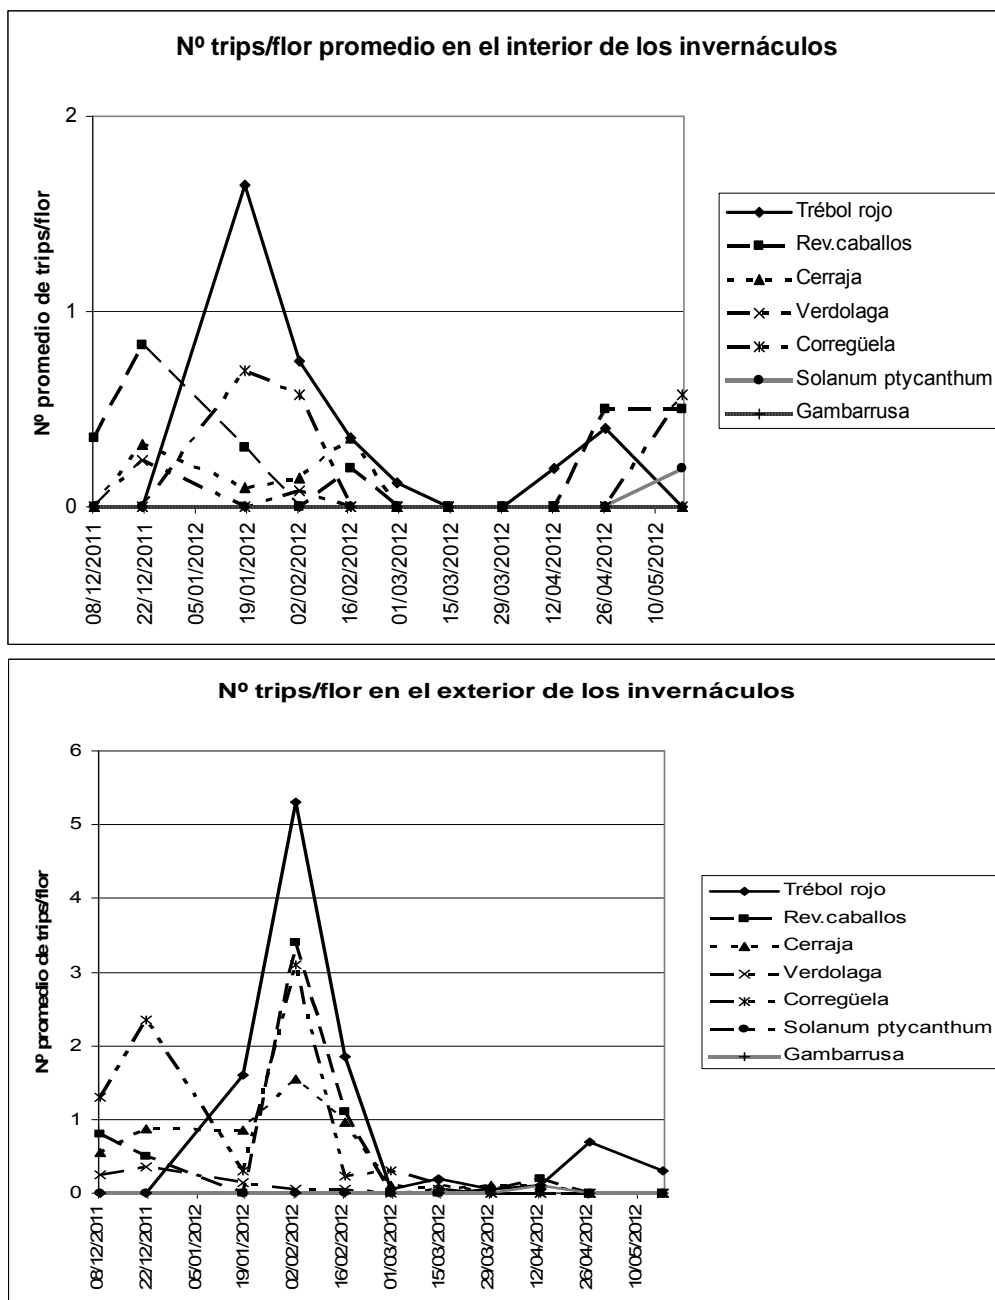 Nº trips/flor promedio en el interior de los invernáculos
Nº promedio de trips/flor
2
1
0
08/12/2011
22/12/2011
05/01/2012
19/01/2012
02/02/2012
16/02/2012
01/03/2012
15/03/2012
29/03/2012
12/04/2012
26/04/2012
10/05/2012
Trébol rojo
Rev.caballos
Cerraja
Verdolaga
Corregüela
Solanum ptycanthum
Gambarrusa
Nº trips/flor en el exterior de los invernáculos
Nº promedio de trips/flor
6
5
4
3
2
1
0
08/12/2011
22/12/2011
05/01/2012
19/01/2012
02/02/2012
16/02/2012
01/03/2012
15/03/2012
29/03/2012
12/04/2012
26/04/2012
10/05/2012
Trébol rojo
Rev.caballos
Cerraja
Verdolaga
Corregüela
Solanum ptycanthum
Gambarrusa